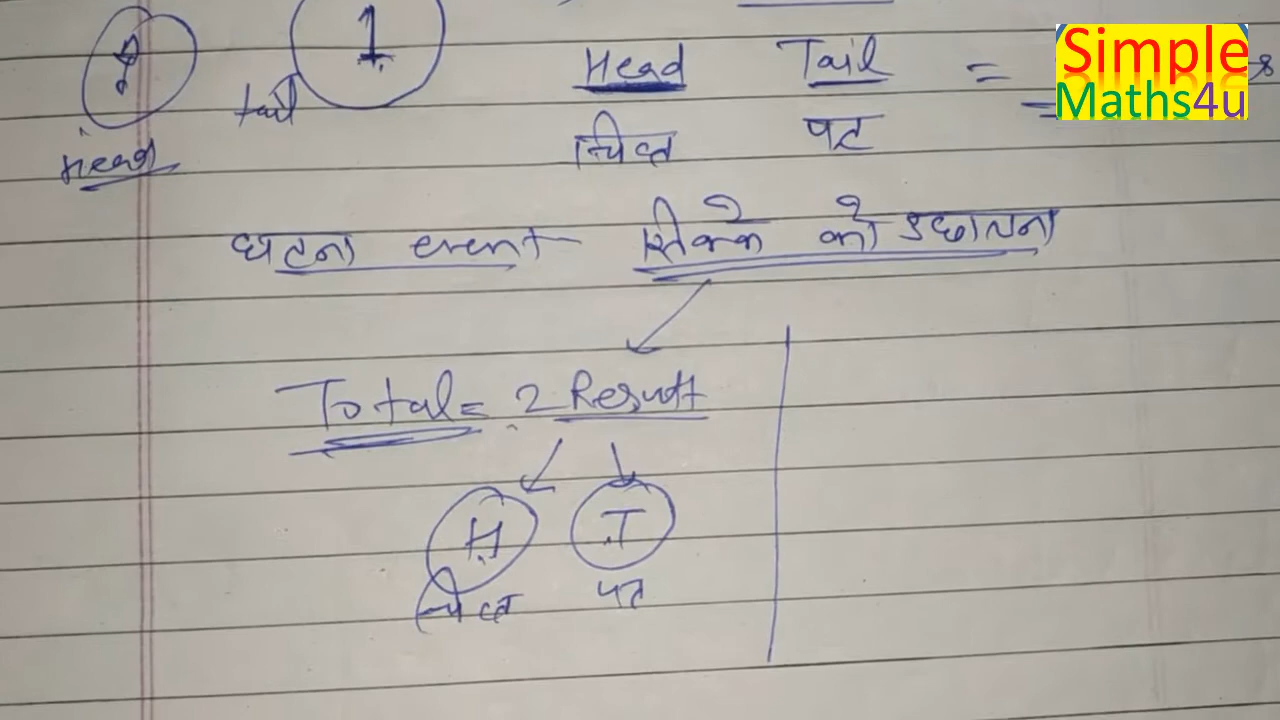 1
Head Tail =
tail
Head
चित्त पट =
घटना event सिक्के को उछालना
Total = 2 Result
H T
चित्त पट
Simple
Maths4u